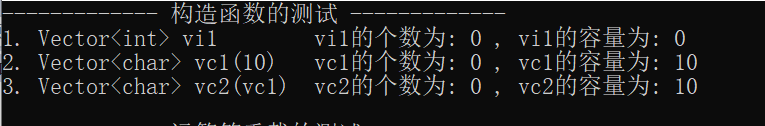 ------------- 构造函数的测试 -------------
1. Vector<int> vi1 vi1的个数为: 0 , vi1的容量为: 0
2. Vector<char> vc1(10) vc1的个数为: 0 , vc1的容量为: 10
3. Vector<char> vc2(vc1) vc2的个数为: 0 , vc2的容量为: 10